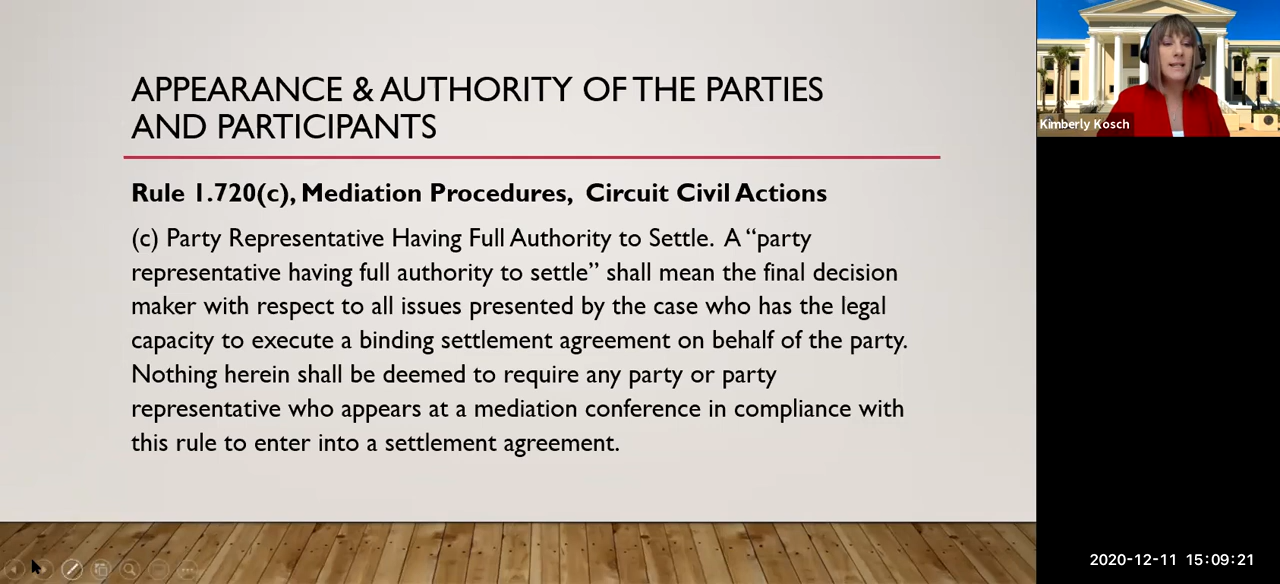 APPEARANCE & AUTHORITY OF THE PARTIES
AND PARTICIPANTS
Rule 1.720(c), Mediation Procedures, Circuit Civil Actions
(c) Party Representative Having Full Authority to Settle. A “party
representative having full authority to settle” shall mean the final decision
maker with respect to all issues presented by the case who has the legal
capacity to execute a binding settlement agreement on behalf of the party.
Nothing herein shall be deemed to require any party or party
representative who appears at a mediation conference in compliance with
this rule to enter into a settlement agreement.
Kimberly Kosch
2020-12-11 15:09:21